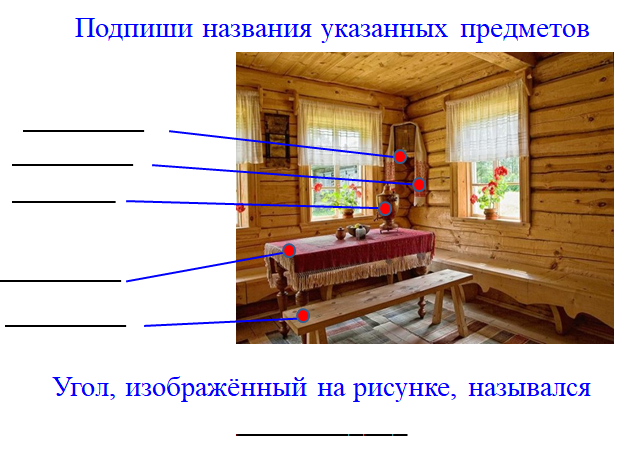 Подпиши названия указанных предметов
Угол, изображённый на рисунке, назывался